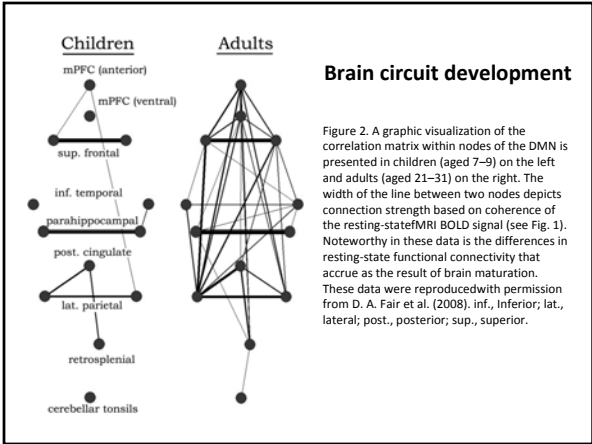 Children
Adults
mPFC (anterior)
mPFC (ventral)
sup. frontal
inf. temporal
parahippocampal
post. cingulate
lat. parietal
retrosplenial
cerebellar tonsils
Brain circuit development
Figure 2. A graphic visualization of the
correlation matrix within nodes of the DMN is
presented in children (aged 7–9) on the left
and adults (aged 21–31) on the right. The
width of the line between two nodes depicts
connection strength based on coherence of
the resting-statefMRI BOLD signal (see Fig. 1).
Noteworthy in these data is the differences in
resting-state functional connectivity that
accrue as the result of brain maturation.
These data were reproducedwith permission
from D. A. Fair et al. (2008). inf., Inferior; lat.,
lateral; post., posterior; sup., superior.